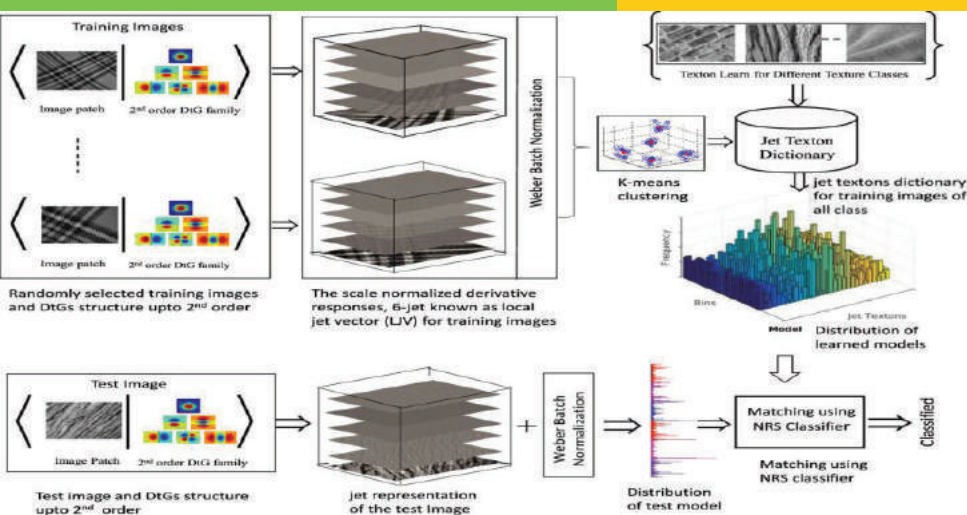 Training Images
Image patch
2nd order DtG family
Image patch
2nd order DtG family
Randomly selected training images
and DtGs structure upto 2nd order
The scale normalized derivative
responses, 6-jet known as local
jet vector (LJV) for training images
Weber Batch Normalization
Texton Learn for Different Texture Classes
K-means
clustering
Jet Texton
Dictionary
jet textons dictionary
for training images of
all class
Frequency
Bins
Jet Textons
Model
Distribution of
learned models
Test Image
Image Patch
2nd order DtG family
Test image and DtGs structure
upto 2nd order
jet representation
of the test Image
+
Weber Batch
Normalization
Distribution
of test model
Matching using
NRS Classifier
Matching using
NRS classifier
Classified